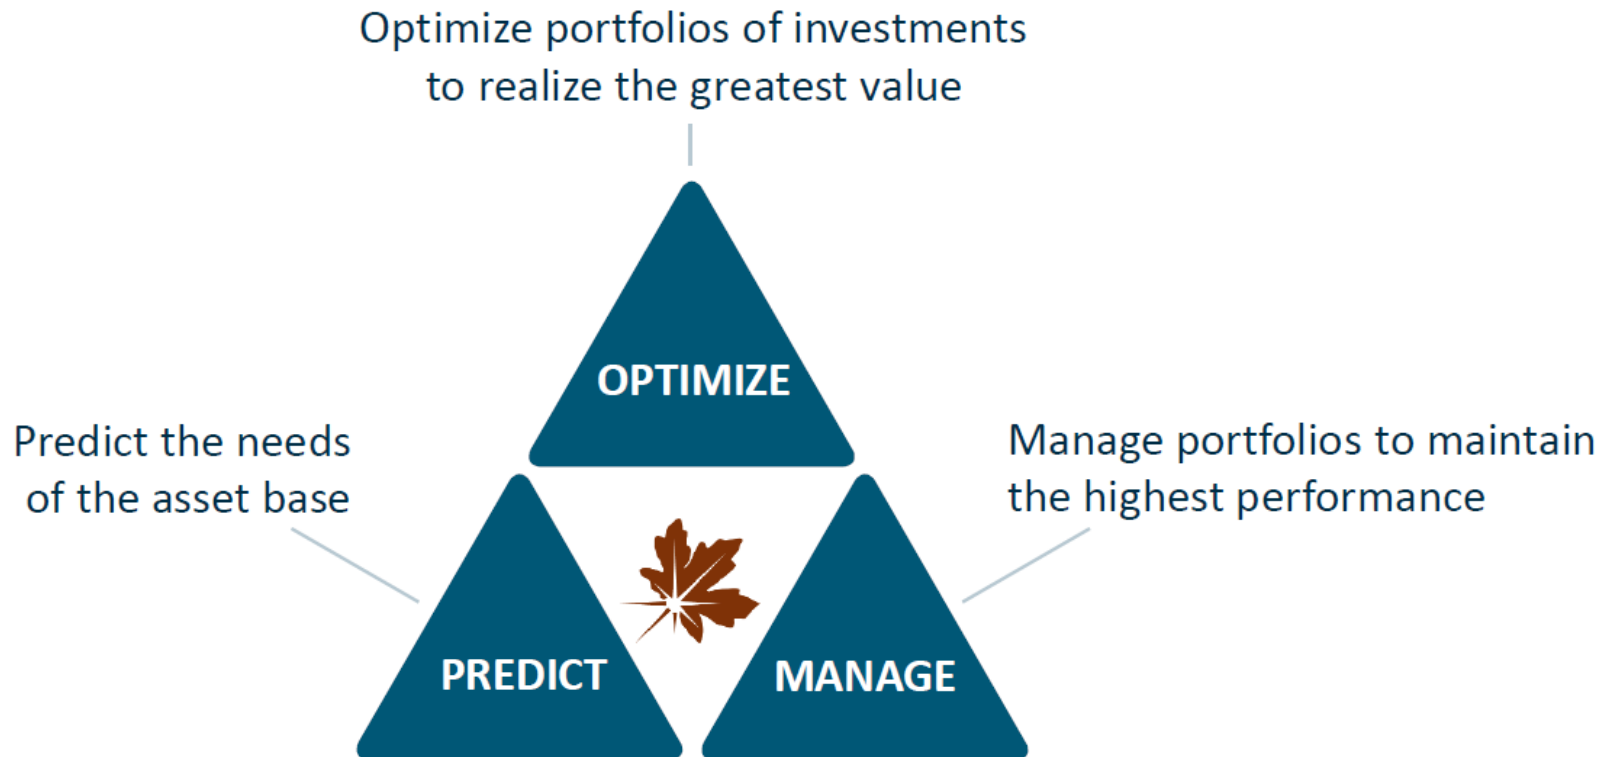 Optimize portfolios of investments
to realize the greatest value
OPTIMIZE
Predict the needs
of the asset base
Manage portfolios to maintain
the highest performance
PREDICT
MANAGE